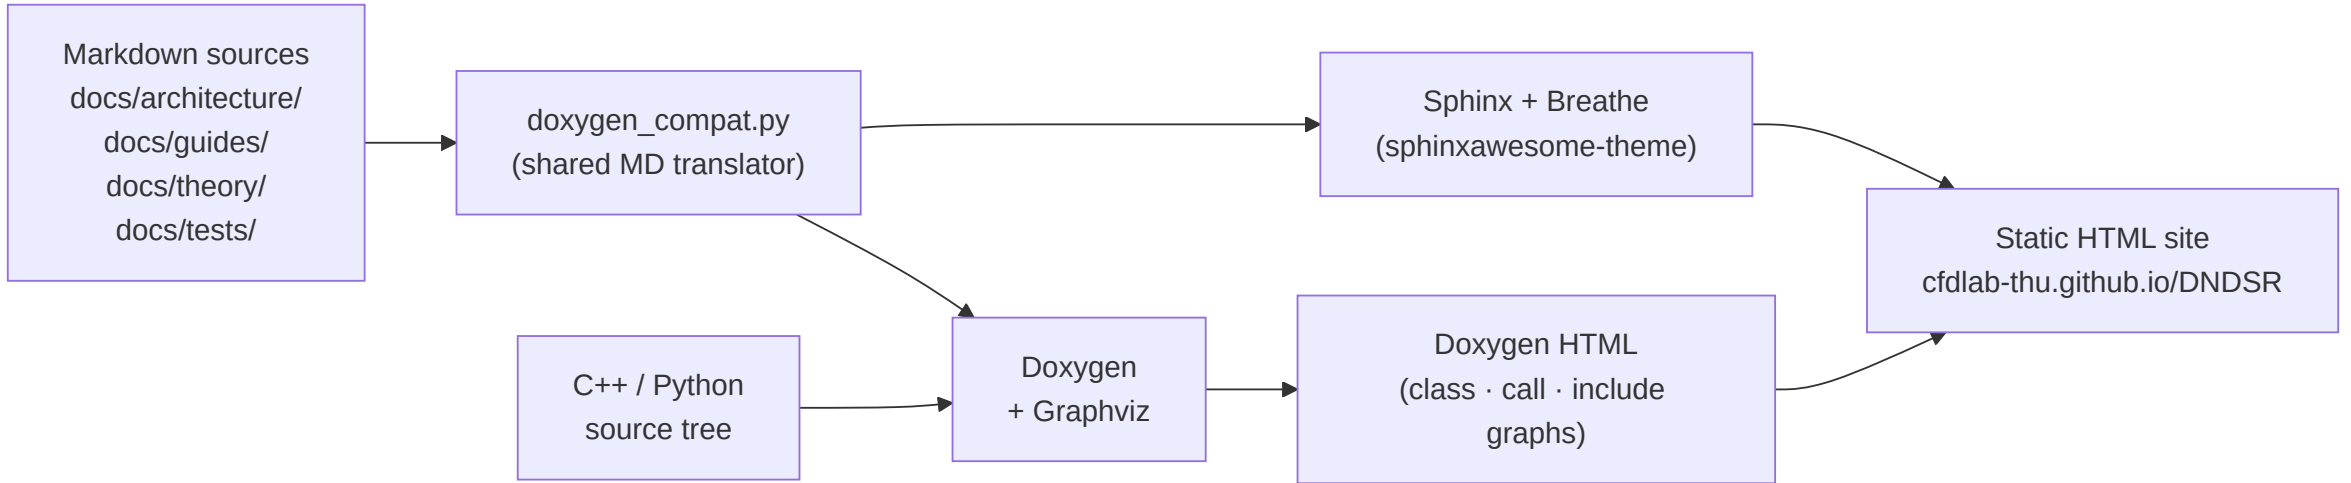 Markdown sources
docs/architecture/
docs/guides/
docs/theory/
docs/tests/
doxygen_compat.py
(shared MD translator)
C++ / Python
source tree
Doxygen
+ Graphviz
Sphinx + Breathe
(sphinxawesome-theme)
Doxygen HTML
(class · call · include
graphs)
Static HTML site
cfdlab-thu.github.io/DNDSR